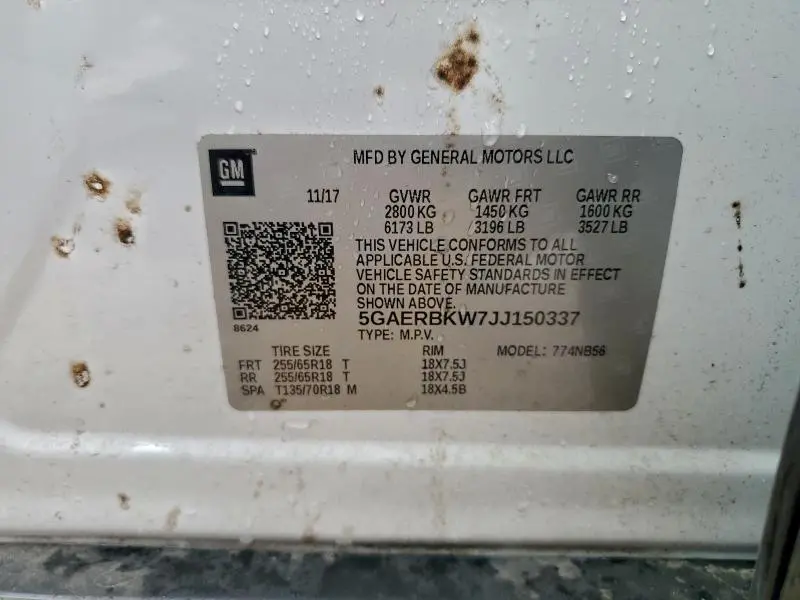 GM
MFD BY GENERAL MOTORS LLC
11/17 GVWR GAWR FRT GAWR RR
2800 KG 1450 KG 1600 KG
6173 LB 3196 LB 3527 LB
THIS VEHICLE CONFORMS TO ALL
APPLICABLE U.S. FEDERAL MOTOR
VEHICLE SAFETY STANDARDS IN EFFECT
ON THE DATE OF MANUFACTURE
SHOWN ABOVE.
5GAERBKW7JJ150337
8624
TYPE: M.P.V.
TIRE SIZE RIM MODEL: 774NB56
FRT 255/65R18 T 18X7.5J
RR 255/65R18 T 18X7.5J
SPA T135/70R18 M 18X4.5B